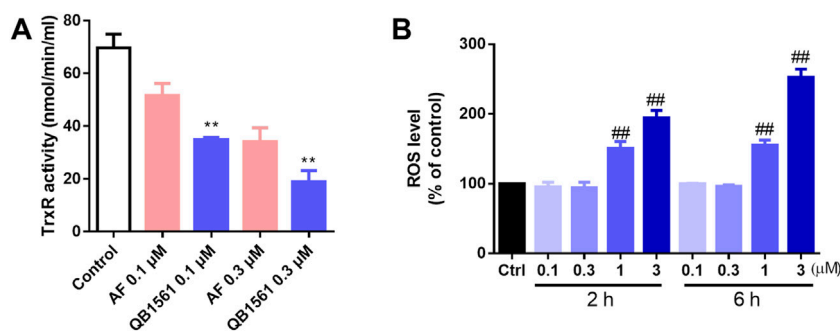 A
TrxR activity (nmol/min/ml)
80
60
40
20
0
**
**
Control
AF 0.1 μM
QB1561 0.1 μM
AF 0.3 μM
QB1561 0.3 μM
B
ROS level
(% of control)
300
200
100
0
##
##
##
##
Ctrl 0.1 0.3 1 3 0.1 0.3 1 3 (μM)
2 h 6 h